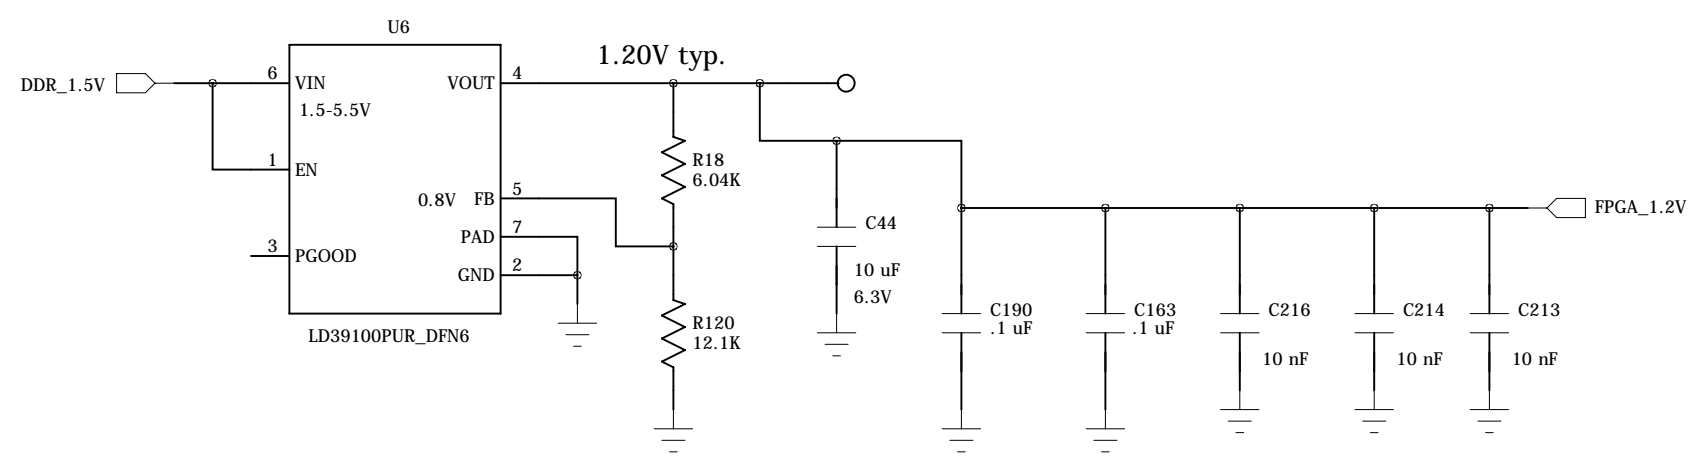 U6
1.20V typ.
DDR_1.5V
6
VIN
VOUT
4
1.5-5.5V
1
EN
R18
6.04K
0.8V
FB
5
FPGA_1.2V
PAD
7
C44
3
PGOOD
GND
2
10 uF
6.3V
R120
12.1K
C190
.1 uF
C163
.1 uF
C216
C214
C213
LD39100PUR_DFN6
10 nF
10 nF
10 nF